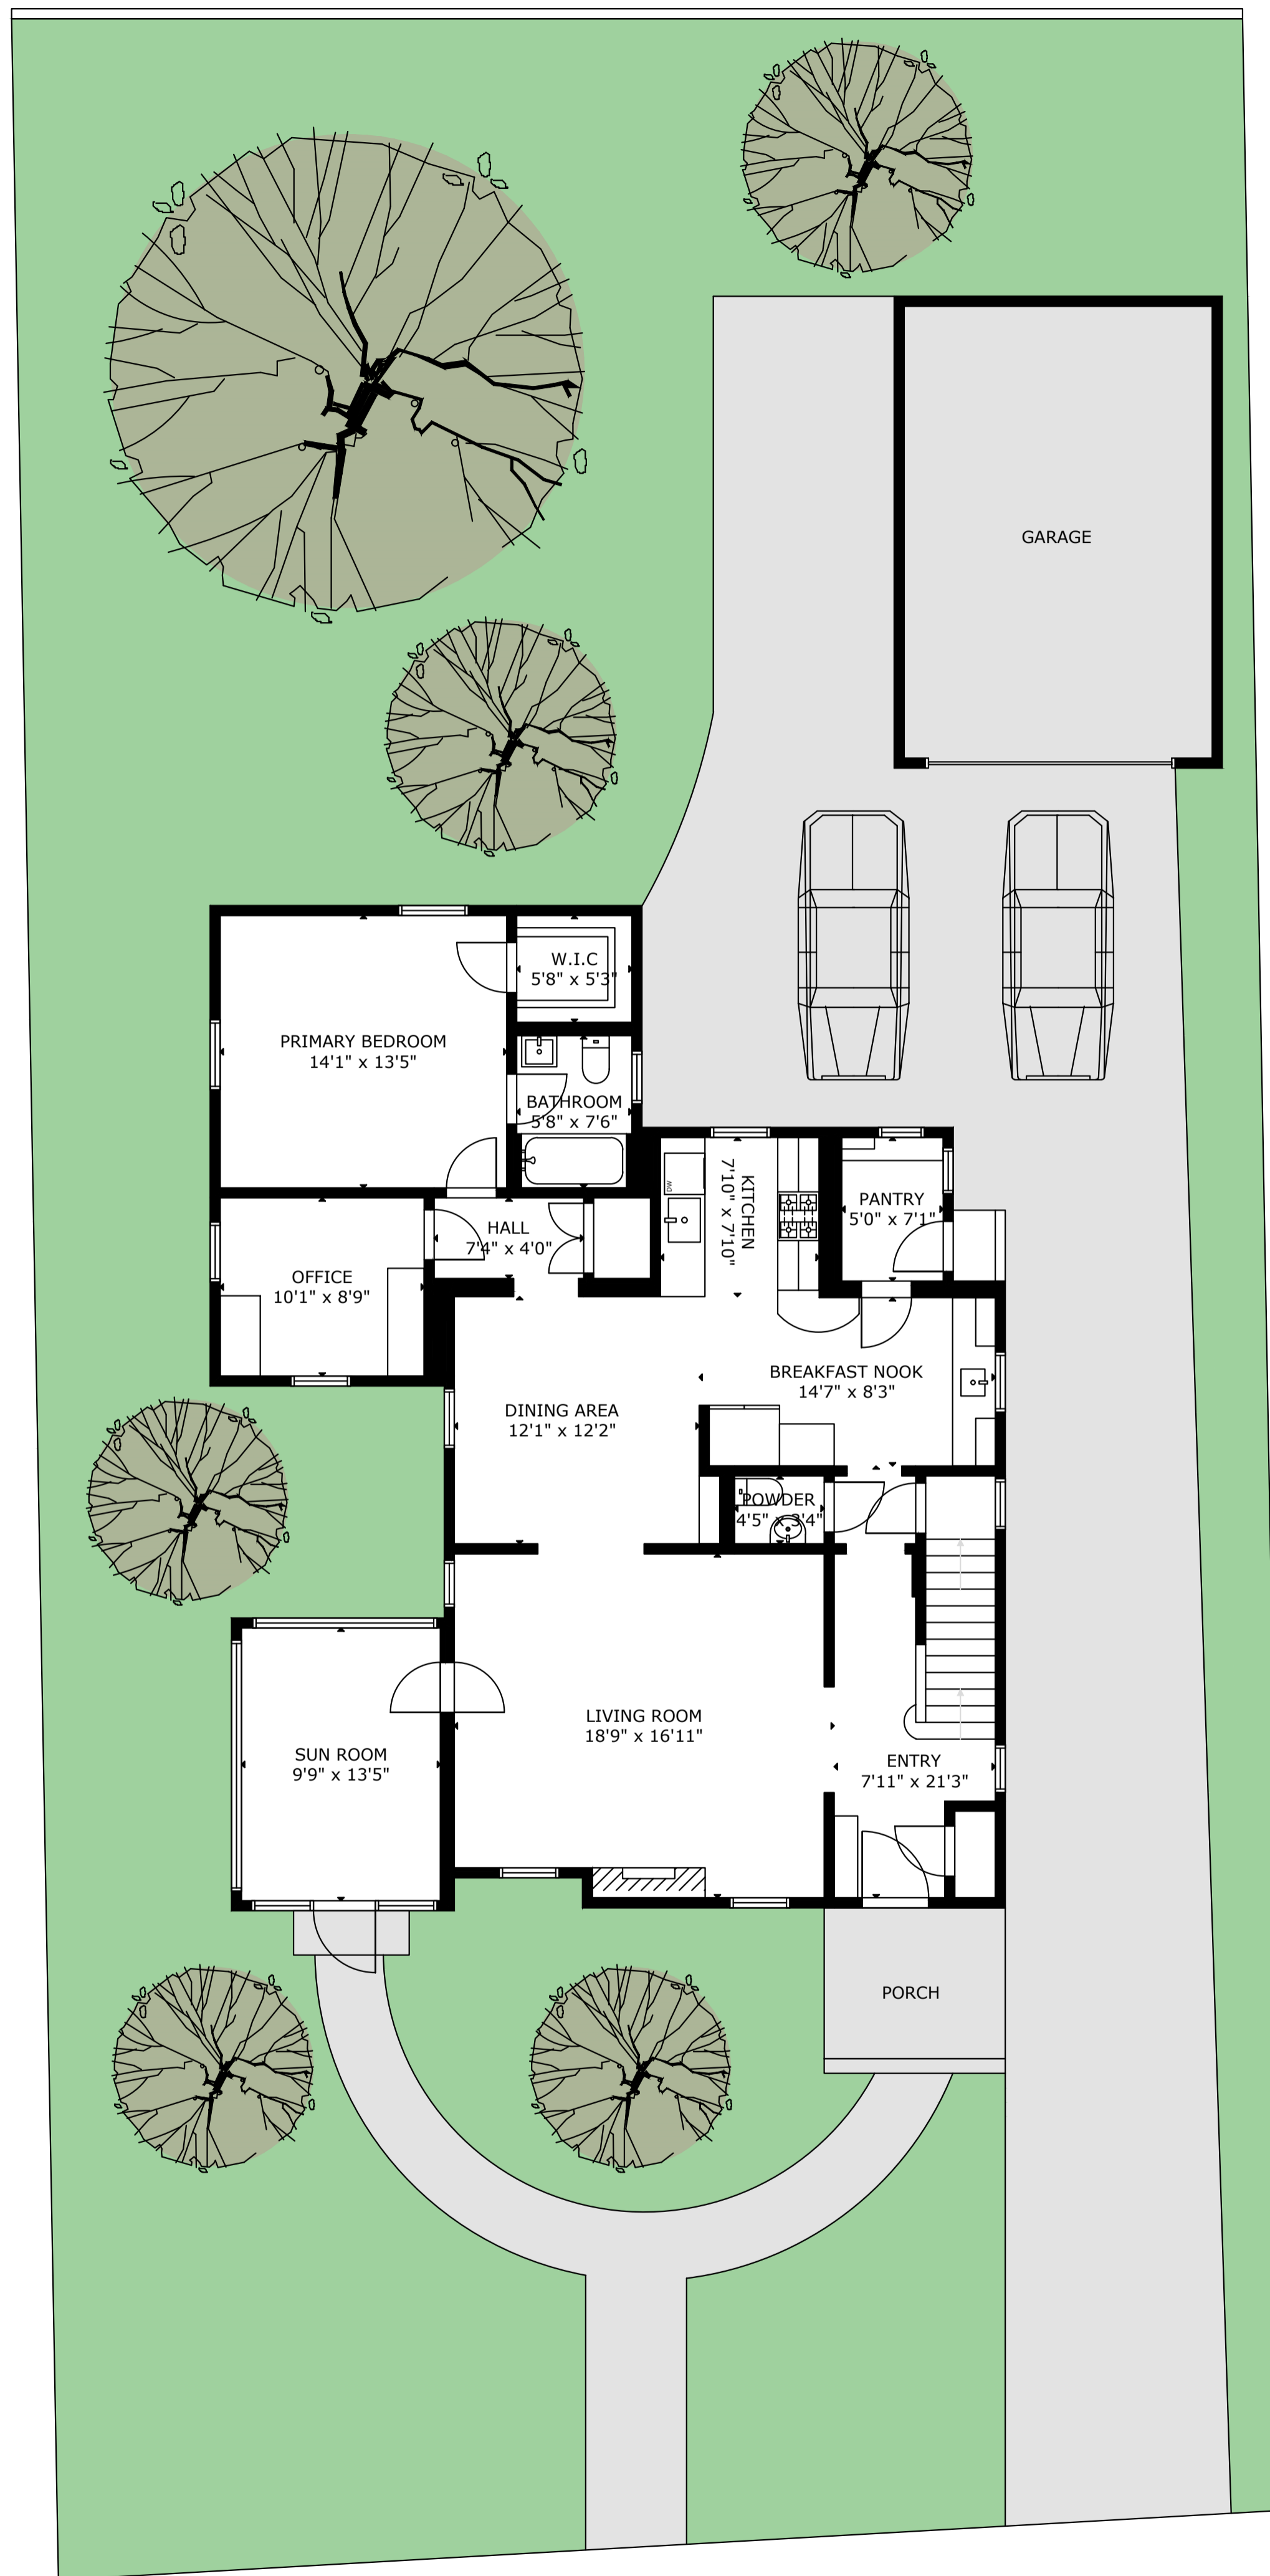 GARAGE
W.I.C
5'8" x 5'3"
PRIMARY BEDROOM
14'1" x 13'5"
BATHROOM
5'8" x 7'6"
DW
KITCHEN
7'10" x 7'10"
PANTRY
5'0" x 7'1"
HALL
7'4" x 4'0"
OFFICE
10'1" x 8'9"
BREAKFAST NOOK
14'7" x 8'3"
DINING AREA
12'1" x 12'2"
POWDER
4'5" x 3'4"
LIVING ROOM
18'9" x 16'11"
SUN ROOM
9'9" x 13'5"
ENTRY
7'11" x 21'3"
PORCH